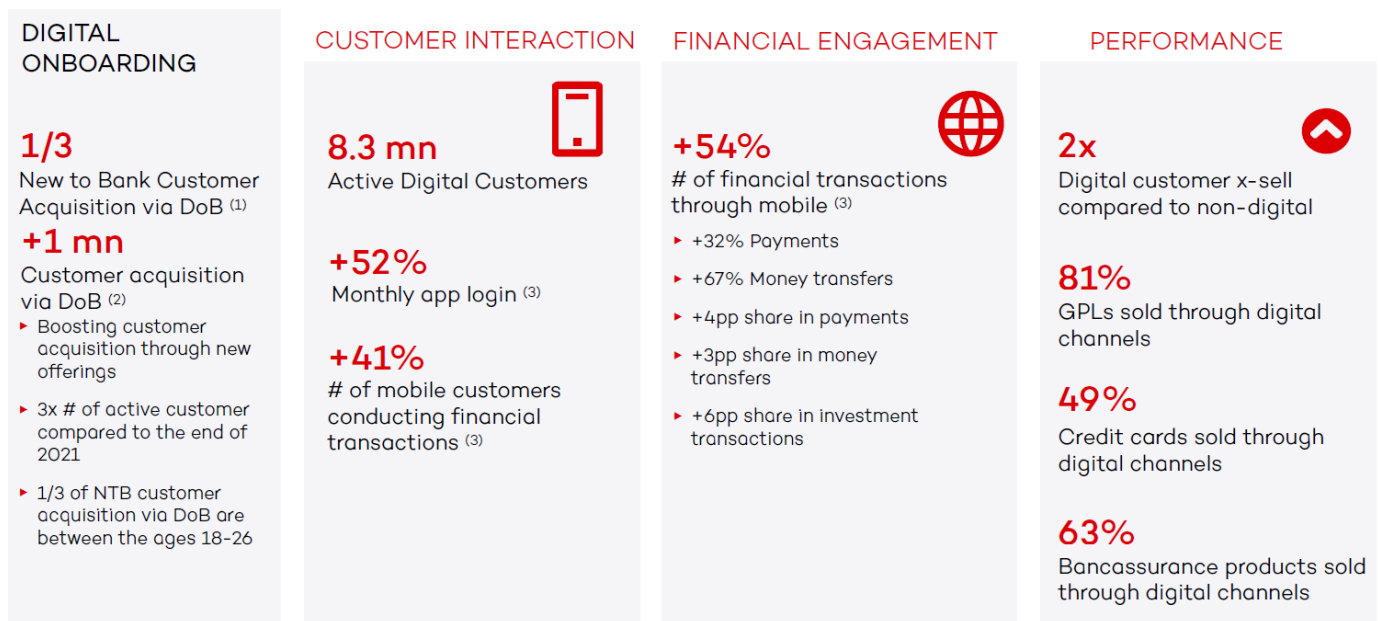 DIGITAL
ONBOARDING
1/3
New to Bank Customer
Acquisition via DoB (1)
+1 mn
Customer acquisition
via DoB (2)
Boosting customer
acquisition through new
offerings
3x # of active customer
compared to the end of
2021
1/3 of NTB customer
acquisition via DoB are
between the ages 18-26
CUSTOMER INTERACTION
8.3 mn
Active Digital Customers
+52%
Monthly app login (3)
+41%
# of mobile customers
conducting financial
transactions (3)
FINANCIAL ENGAGEMENT
+54%
# of financial transactions
through mobile (3)
+32% Payments
+67% Money transfers
+4pp share in payments
+3pp share in money
transfers
+6pp share in investment
transactions
PERFORMANCE
2x
Digital customer x-sell
compared to non-digital
81%
GPLs sold through digital
channels
49%
Credit cards sold through
digital channels
63%
Bancassurance products sold
through digital channels